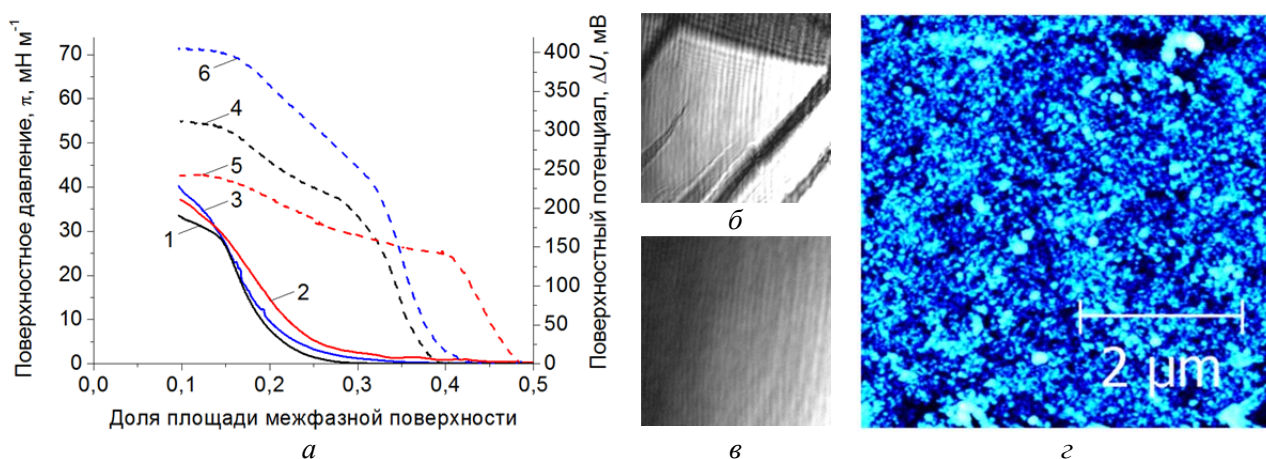 Поверхностное давление, π, мН м⁻¹
70
60
50
40
30
20
10
0
6
4
5
3
1
2
400
350
300
250
200
150
100
50
0
Поверхностный потенциал, ΔU, мВ
0,0 0,1 0,2 0,3 0,4 0,5
Доля площади межфазной поверхности
а
б
в
2 μm
г